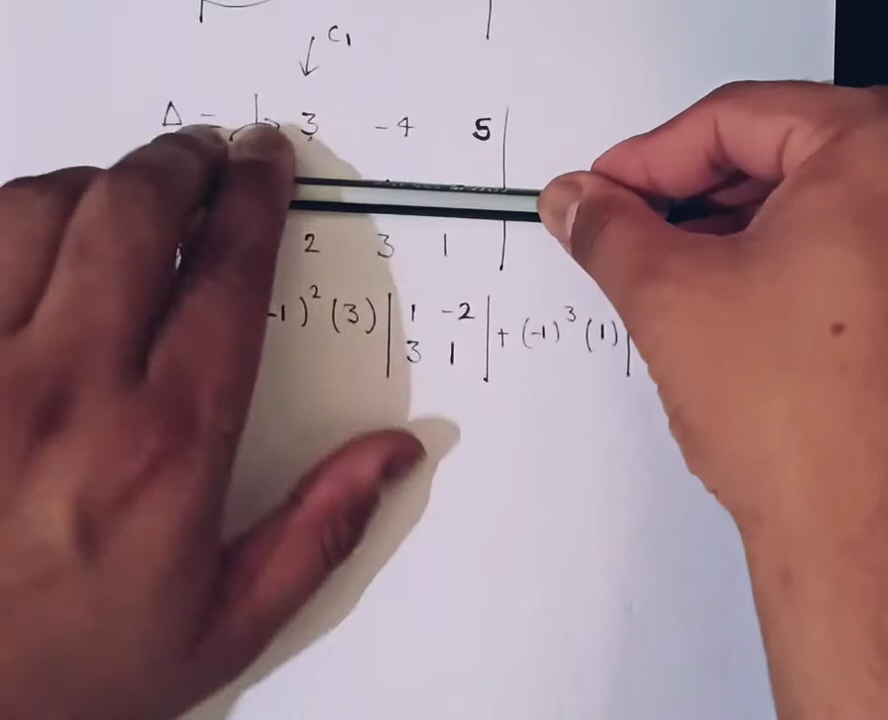 C₁
Δ = 3 -4 5
2 3 1
-1)² (3) | 1 -2 | + (-1)³ (1) |
3 1